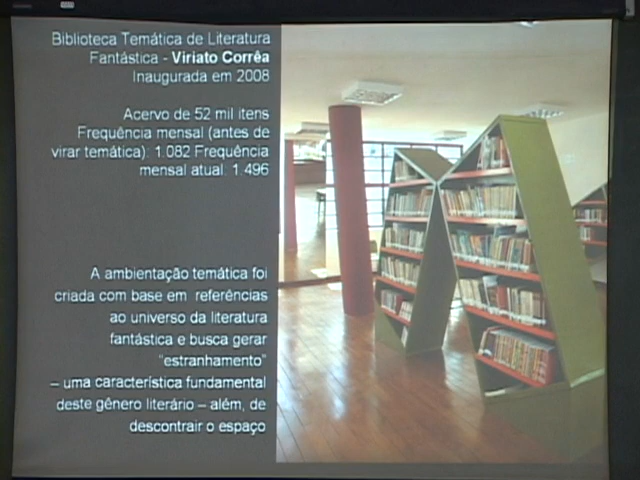 Biblioteca Temática de Literatura
Fantástica - Viriato Corrêa
Inaugurada em 2008
Acervo de 52 mil itens
Frequência mensal (antes de
virar temática): 1.082 Frequência
mensal atual: 1.496
A ambientação temática foi
criada com base em referências
ao universo da literatura
fantástica e busca gerar
"estranhamento"
– uma característica fundamental
deste gênero literário – além, de
descontrair o espaço